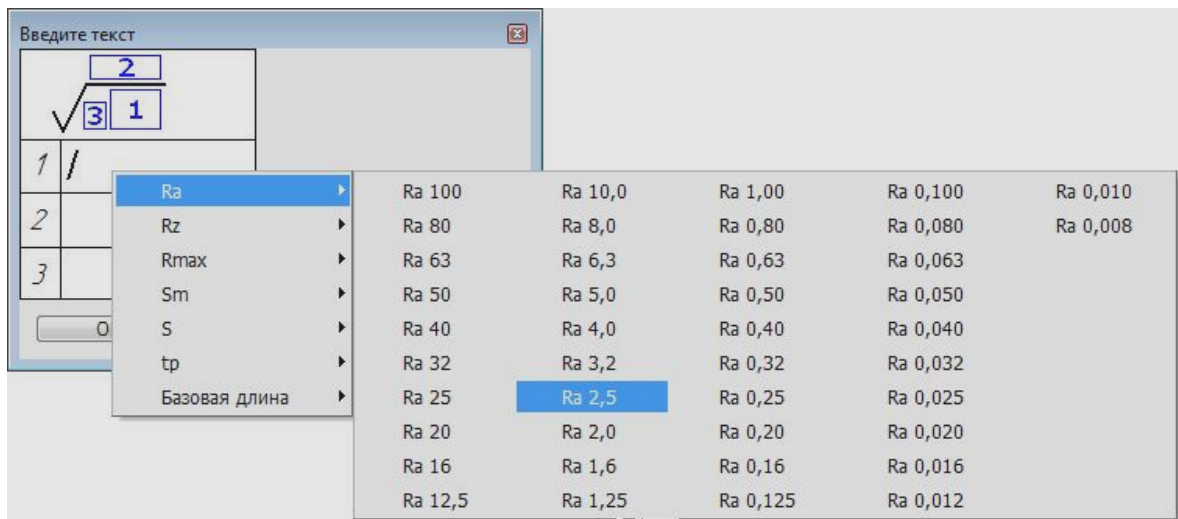 Введите текст
2
3 1
1
Ra Ra 100 Ra 10,0 Ra 1,00 Ra 0,100 Ra 0,010
2 Rz Ra 80 Ra 8,0 Ra 0,80 Ra 0,080 Ra 0,008
Rmax Ra 63 Ra 6,3 Ra 0,63 Ra 0,063
3 Sm Ra 50 Ra 5,0 Ra 0,50 Ra 0,050
S Ra 40 Ra 4,0 Ra 0,40 Ra 0,040
tp Ra 32 Ra 3,2 Ra 0,32 Ra 0,032
Базовая длина Ra 25 Ra 2,5 Ra 0,25 Ra 0,025
Ra 20 Ra 2,0 Ra 0,20 Ra 0,020
Ra 16 Ra 1,6 Ra 0,16 Ra 0,016
Ra 12,5 Ra 1,25 Ra 0,125 Ra 0,012